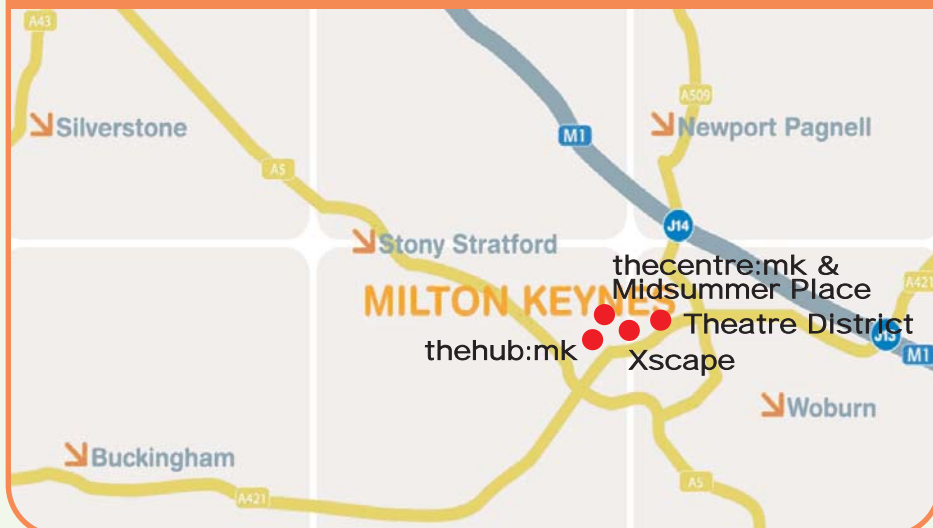 A43
Silverstone
A5
M1
A509
Newport Pagnell
J14
Stony Stratford
thecentre:mk &
Midsummer Place
MILTON KEYNES
A421
Theatre District
J13
M1
thehub:mk
Xscape
Woburn
Buckingham
A421
A5